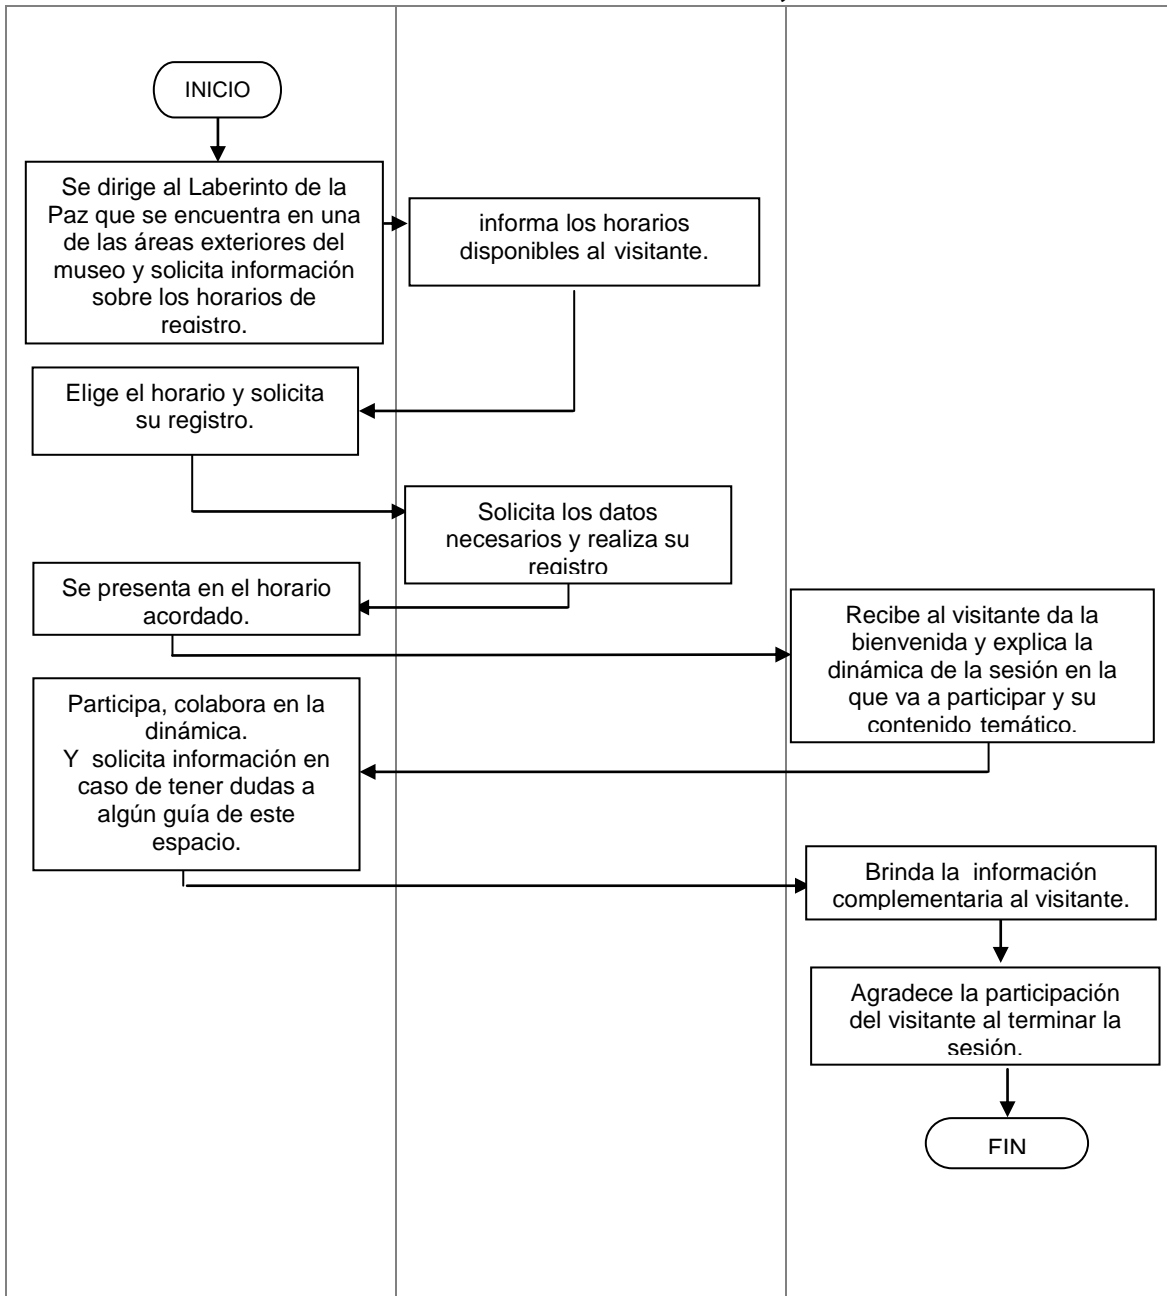 INICIO
Se dirige al Laberinto de la
Paz que se encuentra en una
de las áreas exteriores del
museo y solicita información
sobre los horarios de
registro.
informa los horarios
disponibles al visitante.
Elige el horario y solicita
su registro.
Solicita los datos
necesarios y realiza su
registro
Se presenta en el horario
acordado.
Recibe al visitante da la
bienvenida y explica la
dinámica de la sesión en la
que va a participar y su
contenido temático.
Participa, colabora en la
dinámica.
Y solicita información en
caso de tener dudas a
algún guía de este
espacio.
Brinda la información
complementaria al visitante.
Agradece la participación
del visitante al terminar la
sesión.
FIN